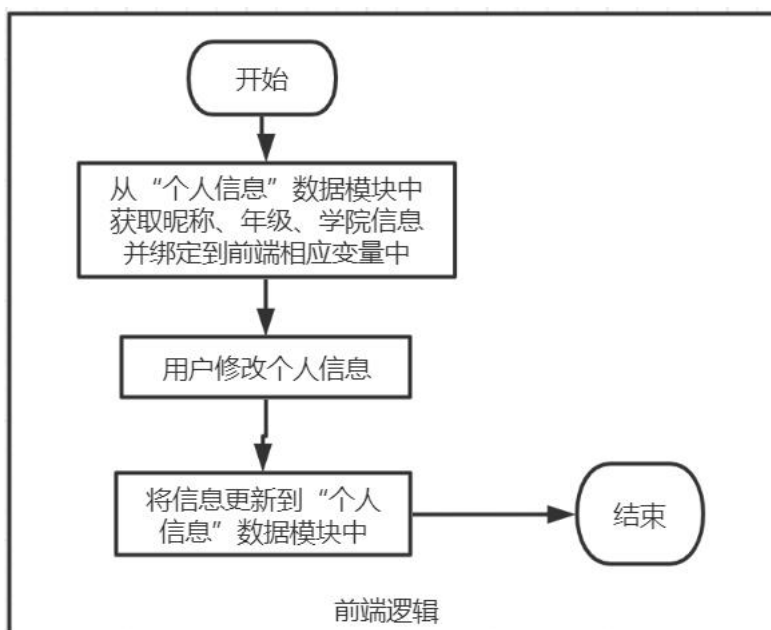 开始
从“个人信息”数据模块中
获取昵称、年级、学院信息
并绑定到前端相应变量中
用户修改个人信息
将信息更新到“个人
信息”数据模块中
结束
前端逻辑